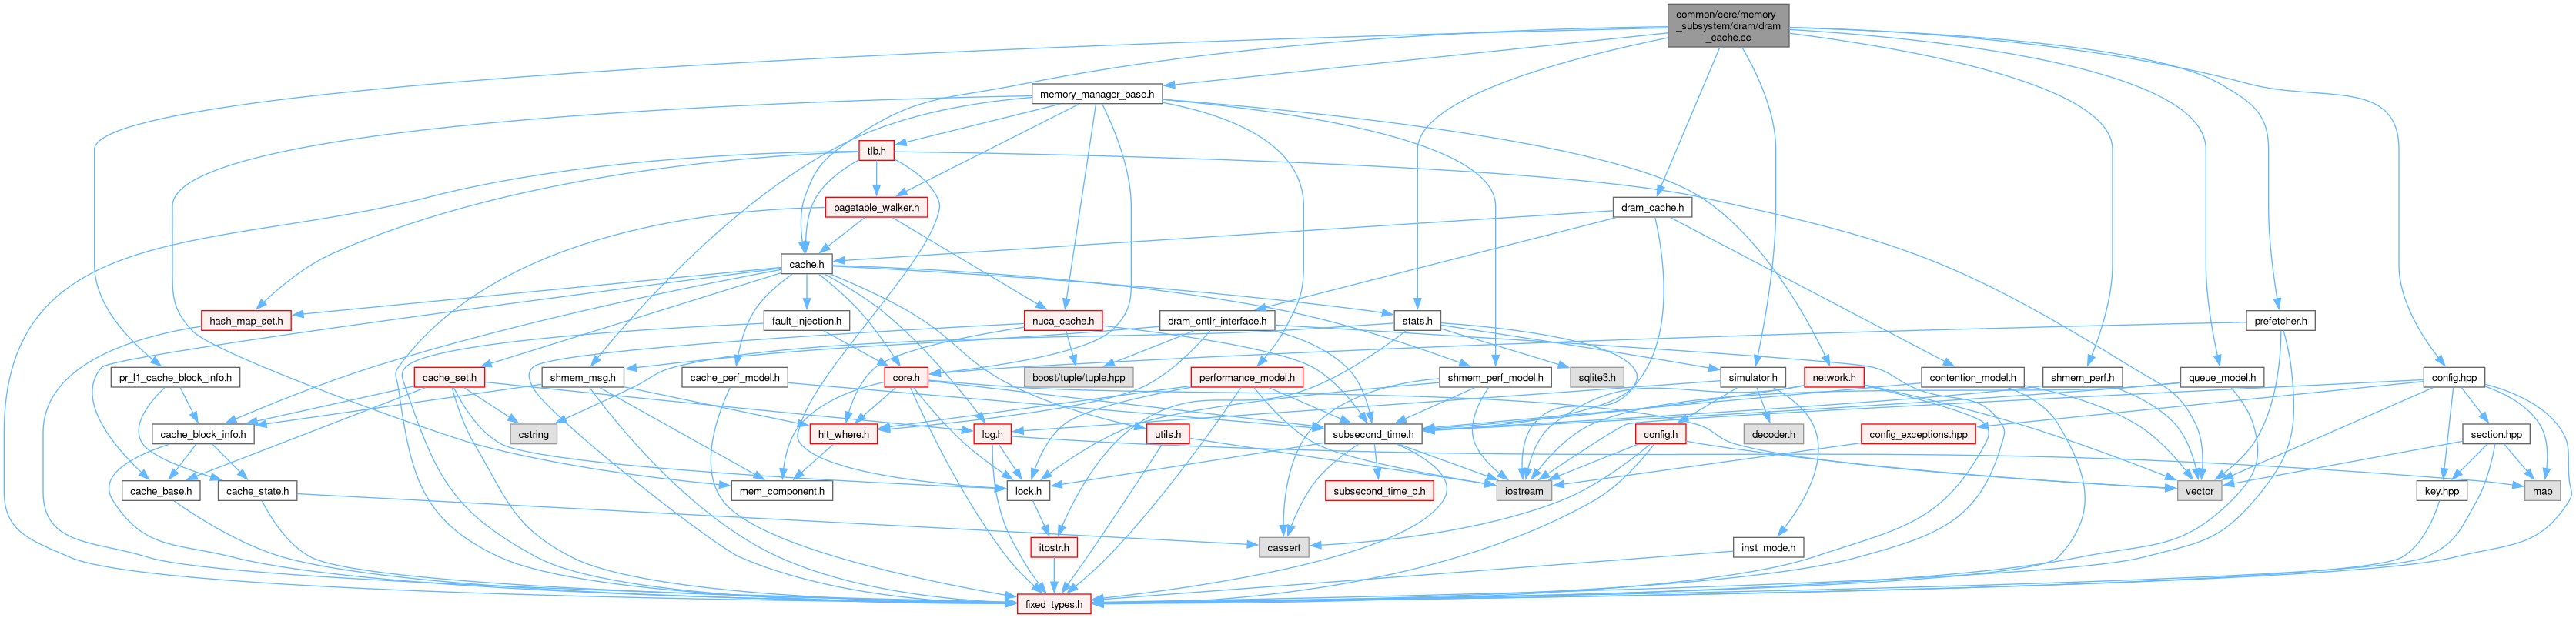 common/core/memory
_subsystem/dram/dram
_cache.cc
memory_manager_base.h
tlb.h
pagetable_walker.h
dram_cache.h
cache.h
hash_map_set.h
fault_injection.h
nuca_cache.h
dram_cntlr_interface.h
stats.h
prefetcher.h
pr_l1_cache_block_info.h
cache_set.h
shmem_msg.h
cache_perf_model.h
core.h
boost/tuple/tuple.hpp
performance_model.h
shmem_perf_model.h
sqlite3.h
simulator.h
network.h
contention_model.h
shmem_perf.h
queue_model.h
config.hpp
cache_block_info.h
cstring
hit_where.h
log.h
utils.h
subsecond_time.h
config.h
decoder.h
config_exceptions.hpp
section.hpp
cache_base.h
cache_state.h
mem_component.h
lock.h
subsecond_time_c.h
iostream
vector
key.hpp
map
itostr.h
cassert
inst_mode.h
fixed_types.h